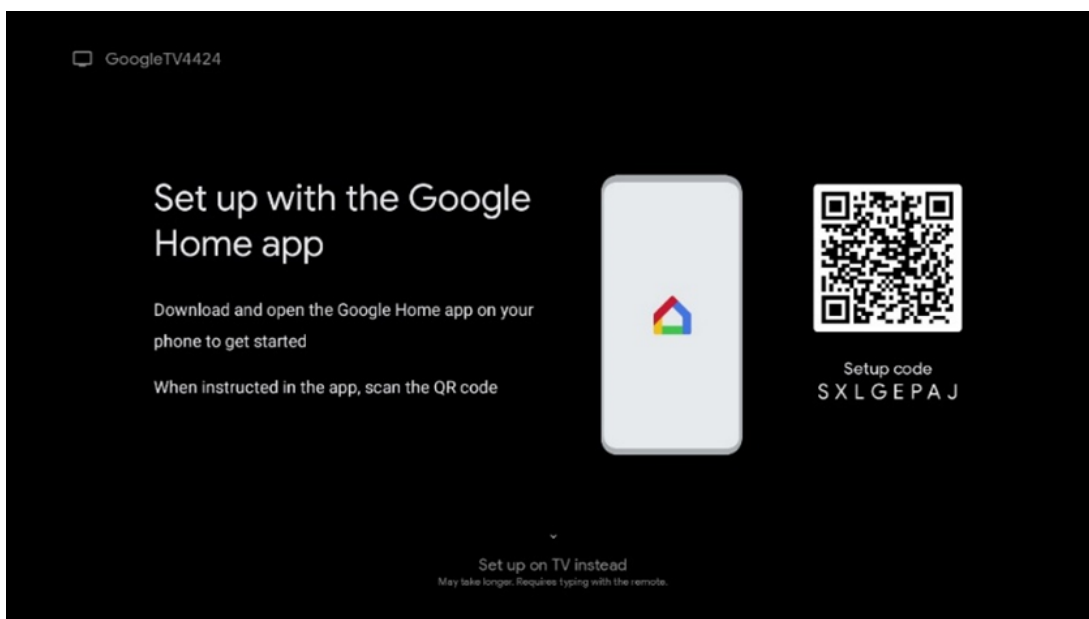 GoogleTV4424
Set up with the Google
Home app
Download and open the Google Home app on your
phone to get started
When instructed in the app, scan the QR code
Setup code
S X L G E P A J
Set up on TV instead
May take longer. Requires typing with the remote.